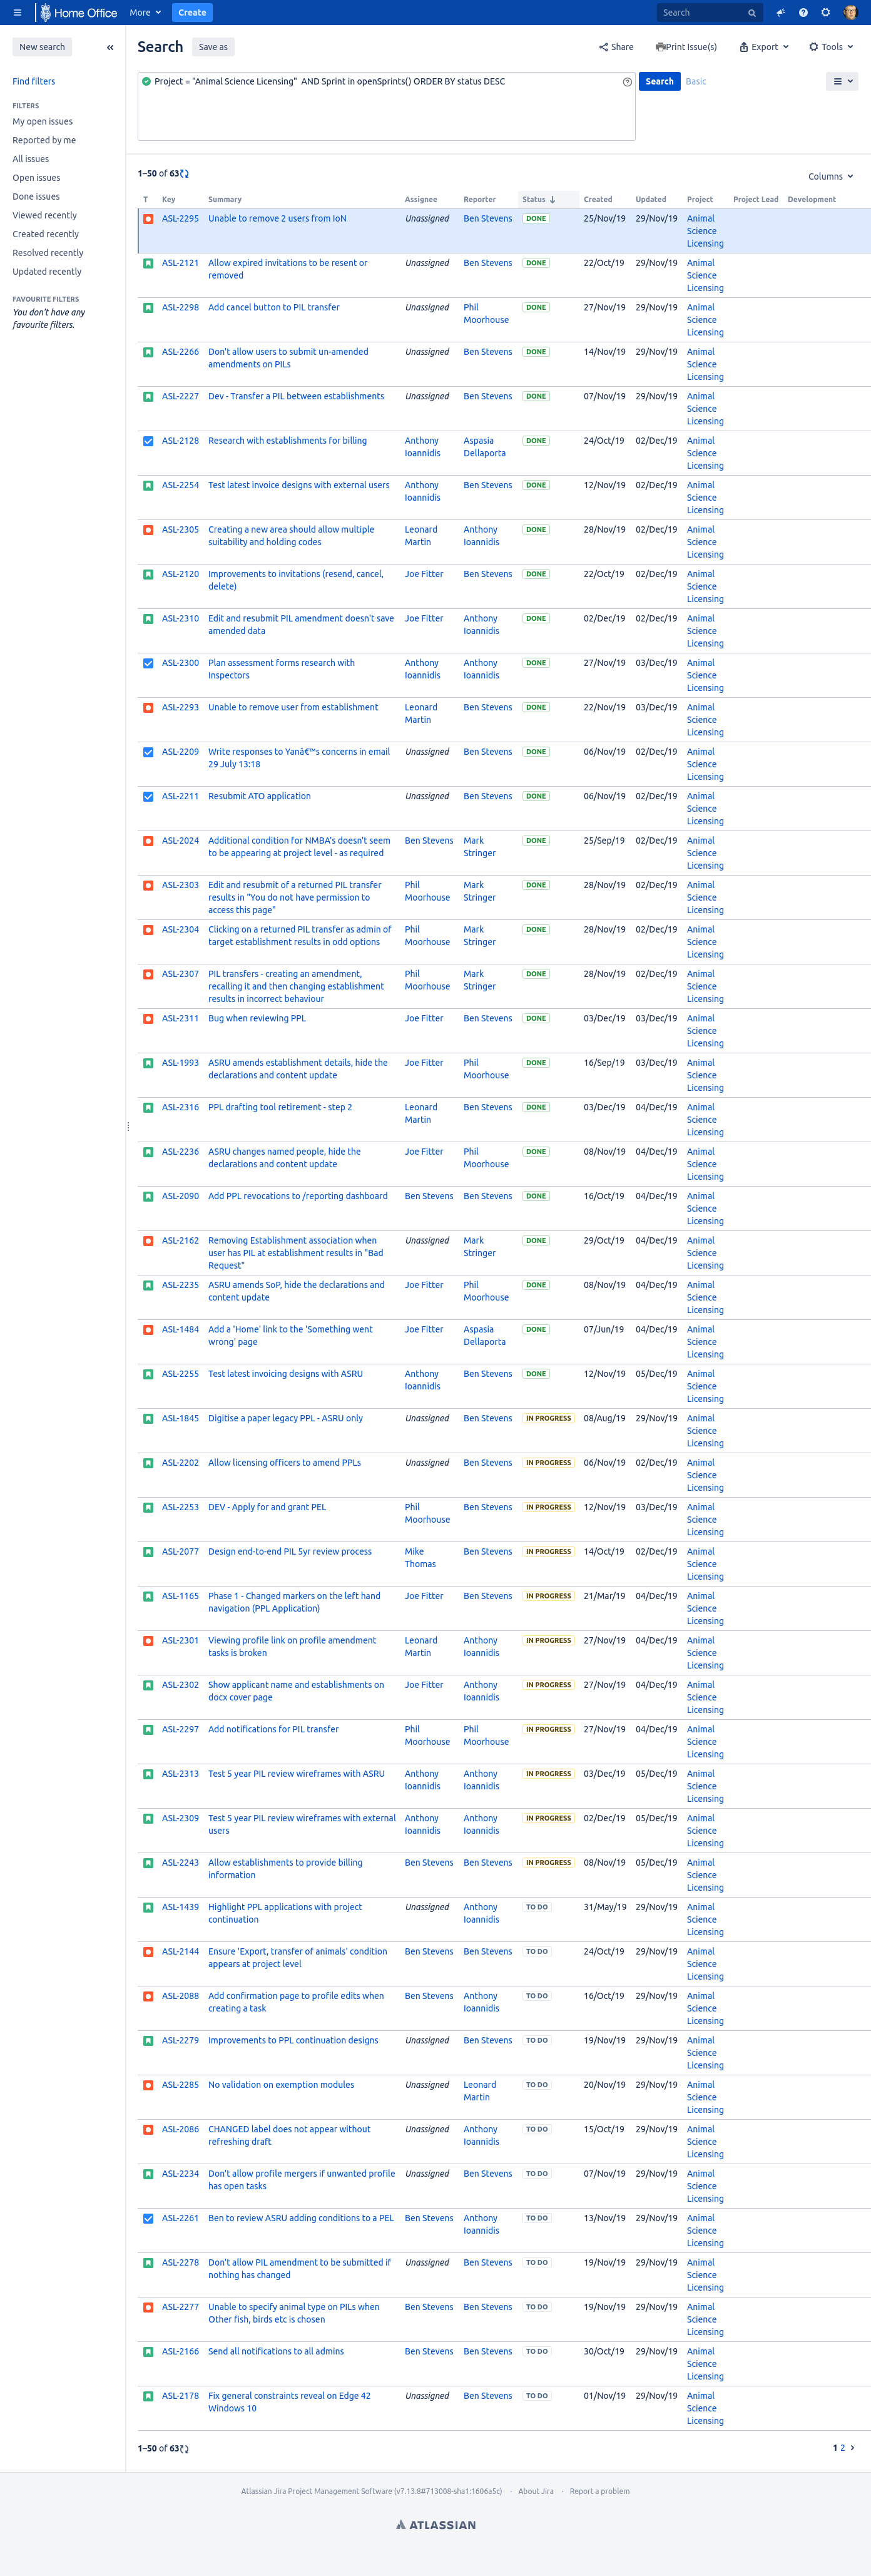 Home Office More Create Search
New search
Find filters
FILTERS
My open issues
Reported by me
All issues
Open issues
Done issues
Viewed recently
Created recently
Resolved recently
Updated recently
FAVOURITE FILTERS
You don't have any
favourite filters.
Search Save as Share Print Issue(s) Export Tools
Project = "Animal Science Licensing"  AND Sprint in openSprints() ORDER BY status DESC Search Basic
1–50 of 63
Columns
T Key Summary Assignee Reporter Status Created Updated Project Project Lead Development
ASL-2295 Unable to remove 2 users from IoN Unassigned Ben Stevens DONE 25/Nov/19 29/Nov/19 Animal
Science
Licensing
ASL-2121 Allow expired invitations to be resent or Unassigned Ben Stevens DONE 22/Oct/19 29/Nov/19 Animal
removed Science
Licensing
ASL-2298 Add cancel button to PIL transfer Unassigned Phil DONE 27/Nov/19 29/Nov/19 Animal
Moorhouse Science
Licensing
ASL-2266 Don't allow users to submit un-amended Unassigned Ben Stevens DONE 14/Nov/19 29/Nov/19 Animal
amendments on PILs Science
Licensing
ASL-2227 Dev - Transfer a PIL between establishments Unassigned Ben Stevens DONE 07/Nov/19 29/Nov/19 Animal
Science
Licensing
ASL-2128 Research with establishments for billing Anthony Aspasia DONE 24/Oct/19 02/Dec/19 Animal
Ioannidis Dellaporta Science
Licensing
ASL-2254 Test latest invoice designs with external users Anthony Ben Stevens DONE 12/Nov/19 02/Dec/19 Animal
Ioannidis Science
Licensing
ASL-2305 Creating a new area should allow multiple Leonard Anthony DONE 28/Nov/19 02/Dec/19 Animal
suitability and holding codes Martin Ioannidis Science
Licensing
ASL-2120 Improvements to invitations (resend, cancel, Joe Fitter Ben Stevens DONE 22/Oct/19 02/Dec/19 Animal
delete) Science
Licensing
ASL-2310 Edit and resubmit PIL amendment doesn't save Joe Fitter Anthony DONE 02/Dec/19 02/Dec/19 Animal
amended data Ioannidis Science
Licensing
ASL-2300 Plan assessment forms research with Anthony Anthony DONE 27/Nov/19 03/Dec/19 Animal
Inspectors Ioannidis Ioannidis Science
Licensing
ASL-2293 Unable to remove user from establishment Leonard Ben Stevens DONE 22/Nov/19 03/Dec/19 Animal
Martin Science
Licensing
ASL-2209 Write responses to Yanâ€™s concerns in email Unassigned Ben Stevens DONE 06/Nov/19 02/Dec/19 Animal
29 July 13:18 Science
Licensing
ASL-2211 Resubmit ATO application Unassigned Ben Stevens DONE 06/Nov/19 02/Dec/19 Animal
Science
Licensing
ASL-2024 Additional condition for NMBA's doesn't seem Ben Stevens Mark DONE 25/Sep/19 02/Dec/19 Animal
to be appearing at project level - as required Stringer Science
Licensing
ASL-2303 Edit and resubmit of a returned PIL transfer Phil Mark DONE 28/Nov/19 02/Dec/19 Animal
results in "You do not have permission to Moorhouse Stringer Science
access this page" Licensing
ASL-2304 Clicking on a returned PIL transfer as admin of Phil Mark DONE 28/Nov/19 02/Dec/19 Animal
target establishment results in odd options Moorhouse Stringer Science
Licensing
ASL-2307 PIL transfers - creating an amendment, Phil Mark DONE 28/Nov/19 02/Dec/19 Animal
recalling it and then changing establishment Moorhouse Stringer Science
results in incorrect behaviour Licensing
ASL-2311 Bug when reviewing PPL Joe Fitter Ben Stevens DONE 03/Dec/19 03/Dec/19 Animal
Science
Licensing
ASL-1993 ASRU amends establishment details, hide the Joe Fitter Phil DONE 16/Sep/19 03/Dec/19 Animal
declarations and content update Moorhouse Science
Licensing
ASL-2316 PPL drafting tool retirement - step 2 Leonard Ben Stevens DONE 03/Dec/19 04/Dec/19 Animal
Martin Science
Licensing
ASL-2236 ASRU changes named people, hide the Joe Fitter Phil DONE 08/Nov/19 04/Dec/19 Animal
declarations and content update Moorhouse Science
Licensing
ASL-2090 Add PPL revocations to /reporting dashboard Ben Stevens Ben Stevens DONE 16/Oct/19 04/Dec/19 Animal
Science
Licensing
ASL-2162 Removing Establishment association when Unassigned Mark DONE 29/Oct/19 04/Dec/19 Animal
user has PIL at establishment results in "Bad Stringer Science
Request" Licensing
ASL-2235 ASRU amends SoP, hide the declarations and Joe Fitter Phil DONE 08/Nov/19 04/Dec/19 Animal
content update Moorhouse Science
Licensing
ASL-1484 Add a 'Home' link to the 'Something went Joe Fitter Aspasia DONE 07/Jun/19 04/Dec/19 Animal
wrong' page Dellaporta Science
Licensing
ASL-2255 Test latest invoicing designs with ASRU Anthony Ben Stevens DONE 12/Nov/19 05/Dec/19 Animal
Ioannidis Science
Licensing
ASL-1845 Digitise a paper legacy PPL - ASRU only Unassigned Ben Stevens IN PROGRESS 08/Aug/19 29/Nov/19 Animal
Science
Licensing
ASL-2202 Allow licensing officers to amend PPLs Unassigned Ben Stevens IN PROGRESS 06/Nov/19 02/Dec/19 Animal
Science
Licensing
ASL-2253 DEV - Apply for and grant PEL Phil Ben Stevens IN PROGRESS 12/Nov/19 03/Dec/19 Animal
Moorhouse Science
Licensing
ASL-2077 Design end-to-end PIL 5yr review process Mike Ben Stevens IN PROGRESS 14/Oct/19 02/Dec/19 Animal
Thomas Science
Licensing
ASL-1165 Phase 1 - Changed markers on the left hand Joe Fitter Ben Stevens IN PROGRESS 21/Mar/19 04/Dec/19 Animal
navigation (PPL Application) Science
Licensing
ASL-2301 Viewing profile link on profile amendment Leonard Anthony IN PROGRESS 27/Nov/19 04/Dec/19 Animal
tasks is broken Martin Ioannidis Science
Licensing
ASL-2302 Show applicant name and establishments on Joe Fitter Anthony IN PROGRESS 27/Nov/19 04/Dec/19 Animal
docx cover page Ioannidis Science
Licensing
ASL-2297 Add notifications for PIL transfer Phil Phil IN PROGRESS 27/Nov/19 04/Dec/19 Animal
Moorhouse Moorhouse Science
Licensing
ASL-2313 Test 5 year PIL review wireframes with ASRU Anthony Anthony IN PROGRESS 03/Dec/19 05/Dec/19 Animal
Ioannidis Ioannidis Science
Licensing
ASL-2309 Test 5 year PIL review wireframes with external Anthony Anthony IN PROGRESS 02/Dec/19 05/Dec/19 Animal
users Ioannidis Ioannidis Science
Licensing
ASL-2243 Allow establishments to provide billing Ben Stevens Ben Stevens IN PROGRESS 08/Nov/19 05/Dec/19 Animal
information Science
Licensing
ASL-1439 Highlight PPL applications with project Unassigned Anthony TO DO 31/May/19 29/Nov/19 Animal
continuation Ioannidis Science
Licensing
ASL-2144 Ensure 'Export, transfer of animals' condition Ben Stevens Ben Stevens TO DO 24/Oct/19 29/Nov/19 Animal
appears at project level Science
Licensing
ASL-2088 Add confirmation page to profile edits when Ben Stevens Anthony TO DO 16/Oct/19 29/Nov/19 Animal
creating a task Ioannidis Science
Licensing
ASL-2279 Improvements to PPL continuation designs Unassigned Ben Stevens TO DO 19/Nov/19 29/Nov/19 Animal
Science
Licensing
ASL-2285 No validation on exemption modules Unassigned Leonard TO DO 20/Nov/19 29/Nov/19 Animal
Martin Science
Licensing
ASL-2086 CHANGED label does not appear without Unassigned Anthony TO DO 15/Oct/19 29/Nov/19 Animal
refreshing draft Ioannidis Science
Licensing
ASL-2234 Don't allow profile mergers if unwanted profile Unassigned Ben Stevens TO DO 07/Nov/19 29/Nov/19 Animal
has open tasks Science
Licensing
ASL-2261 Ben to review ASRU adding conditions to a PEL Ben Stevens Anthony TO DO 13/Nov/19 29/Nov/19 Animal
Ioannidis Science
Licensing
ASL-2278 Don't allow PIL amendment to be submitted if Unassigned Ben Stevens TO DO 19/Nov/19 29/Nov/19 Animal
nothing has changed Science
Licensing
ASL-2277 Unable to specify animal type on PILs when Ben Stevens Ben Stevens TO DO 19/Nov/19 29/Nov/19 Animal
Other fish, birds etc is chosen Science
Licensing
ASL-2166 Send all notifications to all admins Ben Stevens Ben Stevens TO DO 30/Oct/19 29/Nov/19 Animal
Science
Licensing
ASL-2178 Fix general constraints reveal on Edge 42 Unassigned Ben Stevens TO DO 01/Nov/19 29/Nov/19 Animal
Windows 10 Science
Licensing
1–50 of 63 1 2
Atlassian Jira Project Management Software (v7.13.8#713008-sha1:1606a5c) · About Jira · Report a problem
ATLASSIAN